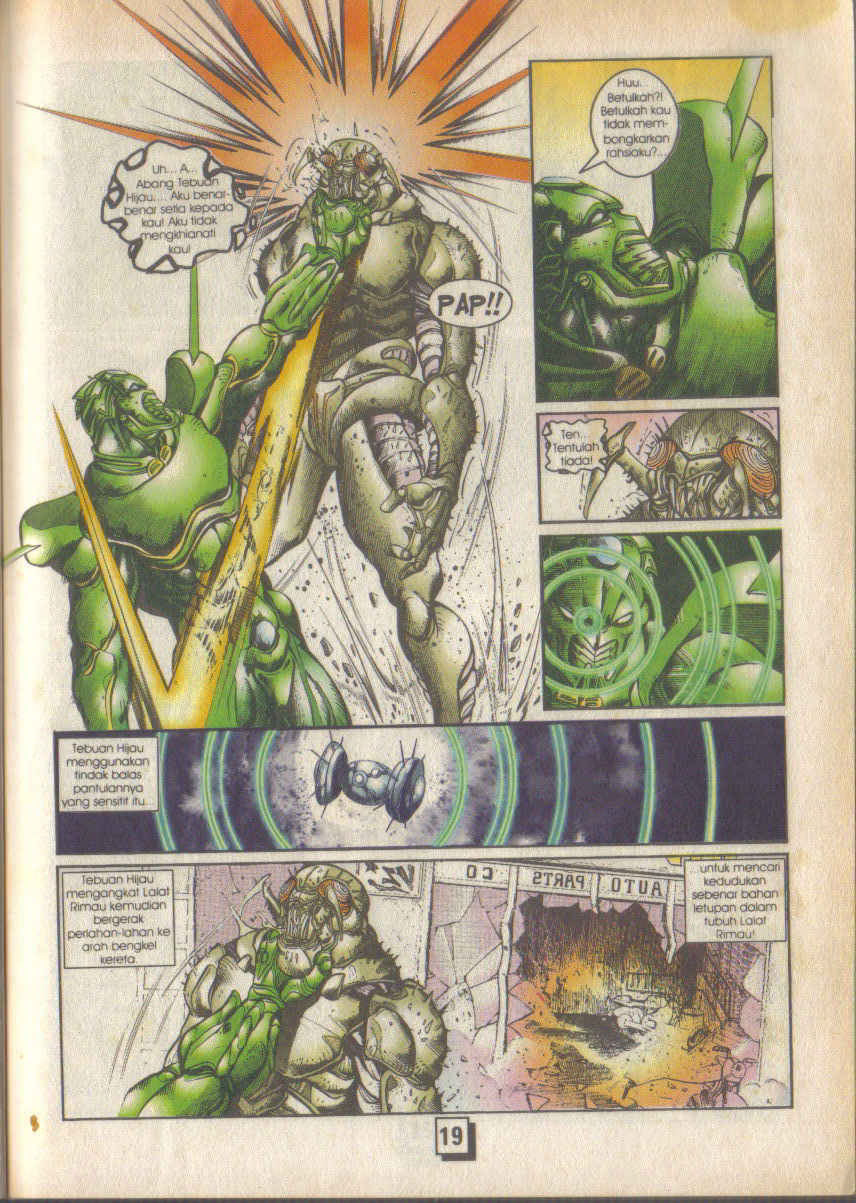 Uh... A...
Abang Tebuan
Hijau.... Aku benar-
benar setia kepada
kau! Aku tidak
mengkhianati
kau!
PAP!!
Huu...
Betulkah?!
Betulkah kau
tidak mem-
bongkarkan
rahsiaku?...
Ten...
Tentulah
tiada!
Tebuan Hijau
menggunakan
tindak balas
pantulannya
yang sensitif itu...
Tebuan Hijau
mengangkat Lalat
Rimau kemudian
bergerak
perlahan-lahan ke
arah bengkel
kereta.
AUTO PARTS CO
...untuk mencari
kedudukan
sebenar bahan
letupan dalam
tubuh Lalat
Rimau!
19